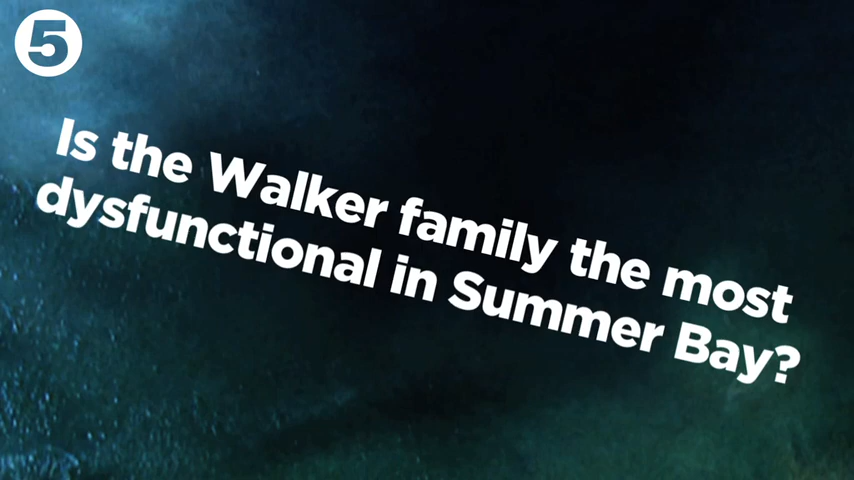 5
Is the Walker family the most
dysfunctional in Summer Bay?